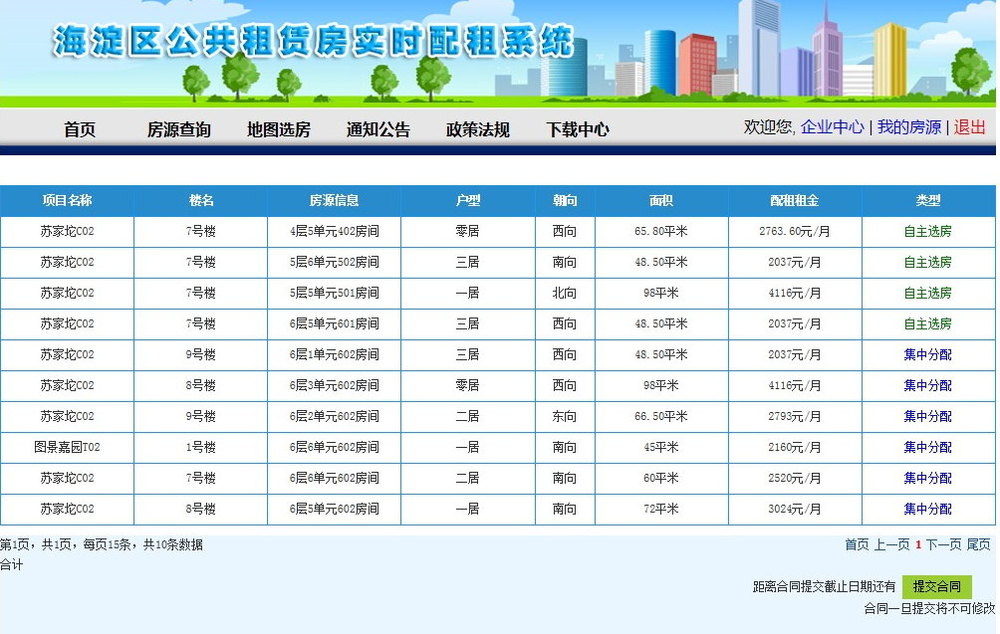 海淀区公共租赁房实时配租系统
首页 房源查询 地图选房 通知公告 政策法规 下载中心 欢迎您, 企业中心 | 我的房源 | 退出
项目名称 楼名 房源信息 户型 朝向 面积 配租租金 类型
苏家坨C02 7号楼 4层5单元402房间 零居 西向 65.80平米 2763.60元/月 自主选房
苏家坨C02 7号楼 5层6单元502房间 三居 南向 48.50平米 2037元/月 自主选房
苏家坨C02 7号楼 5层5单元501房间 一居 北向 98平米 4116元/月 自主选房
苏家坨C02 7号楼 6层5单元601房间 三居 西向 48.50平米 2037元/月 自主选房
苏家坨C02 9号楼 6层1单元602房间 三居 西向 48.50平米 2037元/月 集中分配
苏家坨C02 8号楼 6层3单元602房间 零居 西向 98平米 4116元/月 集中分配
苏家坨C02 9号楼 6层2单元602房间 二居 东向 66.50平米 2793元/月 集中分配
图景嘉园T02 1号楼 6层6单元602房间 一居 南向 45平米 2160元/月 集中分配
苏家坨C02 7号楼 6层6单元602房间 二居 南向 60平米 2520元/月 集中分配
苏家坨C02 8号楼 6层5单元602房间 一居 南向 72平米 3024元/月 集中分配
第1页，共1页，每页15条，共10条数据 首页 上一页 1 下一页 尾页
合计
距离合同提交截止日期还有 提交合同
合同一旦提交将不可修改